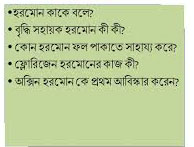 • হরমোন কাকে বলে?
• বৃদ্ধি সহায়ক হরমোন কী কী?
• কোন হরমোন ফল পাকাতে সাহায্য করে?
• ফ্লোরিজেন হরমোনের কাজ কী?
• অক্সিন হরমোন কে প্রথম আবিস্কার করেন?